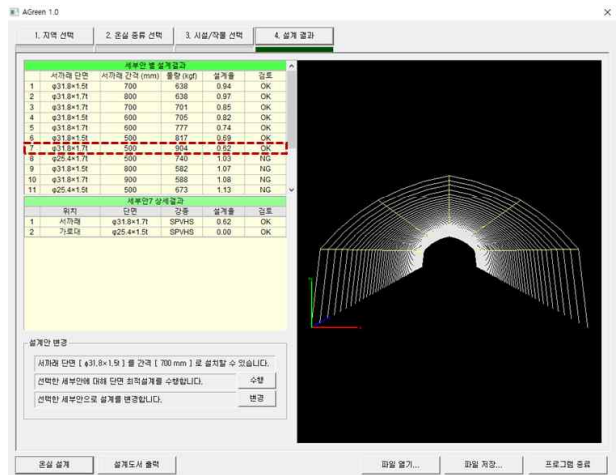 AGreen 1.0
1. 지역 선택 2. 온실 종류 선택 3. 시설/작물 선택 4. 설계 결과
세부안 별 설계결과
서까래 단면 서까래 간격 (mm) 물량 (kgf) 설계율 검토
1 φ31.8×1.5t 700 638 0.94 OK
2 φ31.8×1.7t 800 638 0.97 OK
3 φ31.8×1.7t 700 701 0.85 OK
4 φ31.8×1.5t 600 705 0.82 OK
5 φ31.8×1.7t 600 777 0.74 OK
6 φ31.8×1.5t 500 817 0.69 OK
7 φ31.8×1.7t 500 904 0.62 OK
8 φ25.4×1.7t 500 740 1.03 NG
9 φ31.8×1.5t 800 582 1.07 NG
10 φ31.8×1.7t 900 588 1.08 NG
11 φ25.4×1.5t 500 673 1.13 NG
세부안7 상세결과
위치 단면 강종 설계율 검토
1 서까래 φ31.8×1.7t SPVHS 0.62 OK
2 가로대 φ25.4×1.5t SPVHS 0.00 OK
설계안 변경
서까래 단면 [ φ31.8×1.5t ] 를 간격 [ 700 mm ] 로 설치할 수 있습니다.
선택한 세부안에 대해 단면 최적설계를 수행합니다. 수행
선택한 세부안으로 설계를 변경합니다. 변경
온실 설계 설계도서 출력 파일 열기... 파일 저장... 프로그램 종료